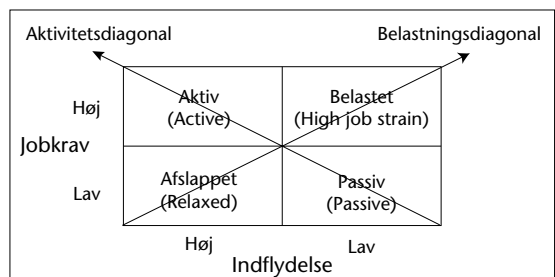 Aktivitetsdiagonal Belastningsdiagonal
Høj
Aktiv
(Active)
Belastet
(High job strain)
Jobkrav
Lav
Afslappet
(Relaxed)
Passiv
(Passive)
Høj Lav
Indflydelse